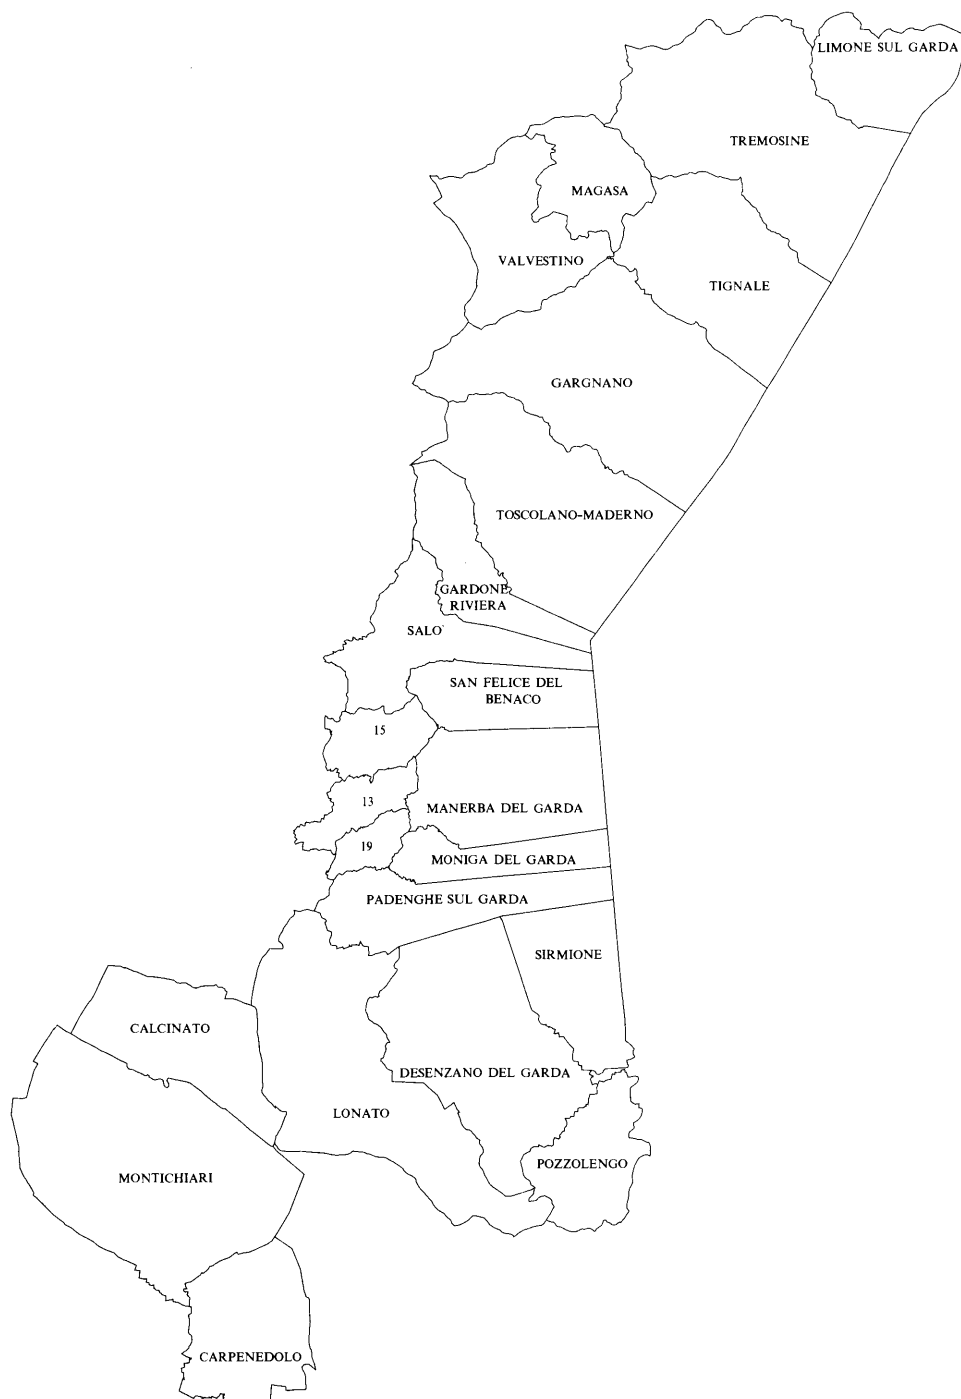 LIMONE SUL GARDA
TREMOSINE
MAGASA
VALVESTINO
TIGNALE
GARGNANO
TOSCOLANO-MADERNO
GARDONE
RIVIERA
SALO'
SAN FELICE DEL
BENACO
15
13
MANERBA DEL GARDA
19
MONIGA DEL GARDA
PADENGHE SUL GARDA
SIRMIONE
CALCINATO
DESENZANO DEL GARDA
LONATO
POZZOLENGO
MONTICHIARI
CARPENEDOLO